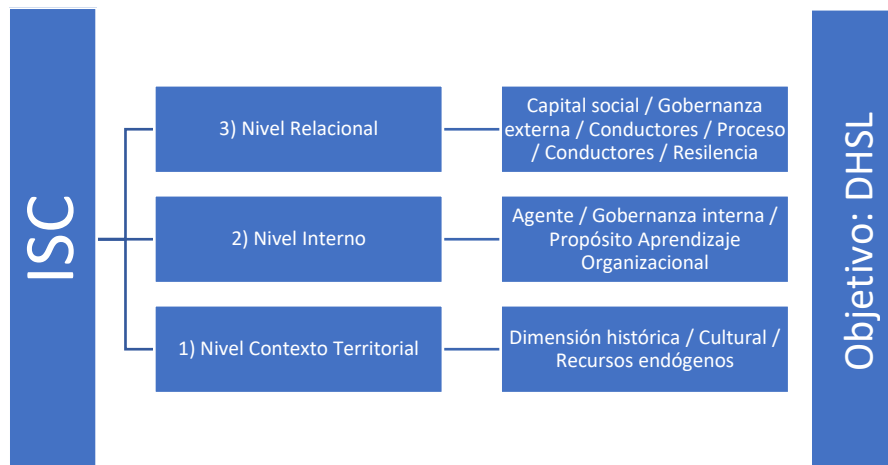 ISC
3) Nivel Relacional
Capital social / Gobernanza
externa / Conductores / Proceso
/ Conductores / Resilencia
2) Nivel Interno
Agente / Gobernanza interna /
Propósito Aprendizaje
Organizacional
1) Nivel Contexto Territorial
Dimensión histórica / Cultural /
Recursos endógenos
Objetivo: DHSL